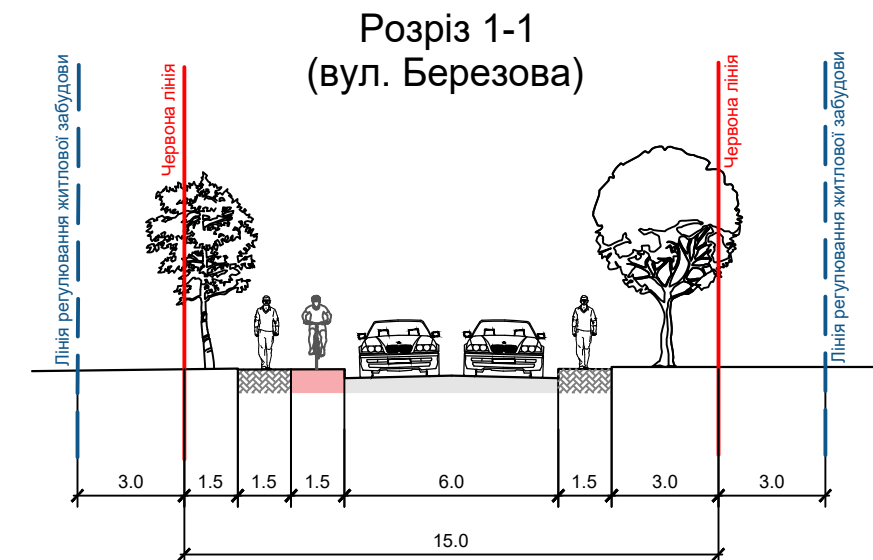 Розріз 1-1
(вул. Березова)
Лінія регулювання житлової забудови
Червона лінія
Червона лінія
Лінія регулювання житлової забудови
3.0
1.5
1.5
1.5
6.0
1.5
3.0
3.0
15.0